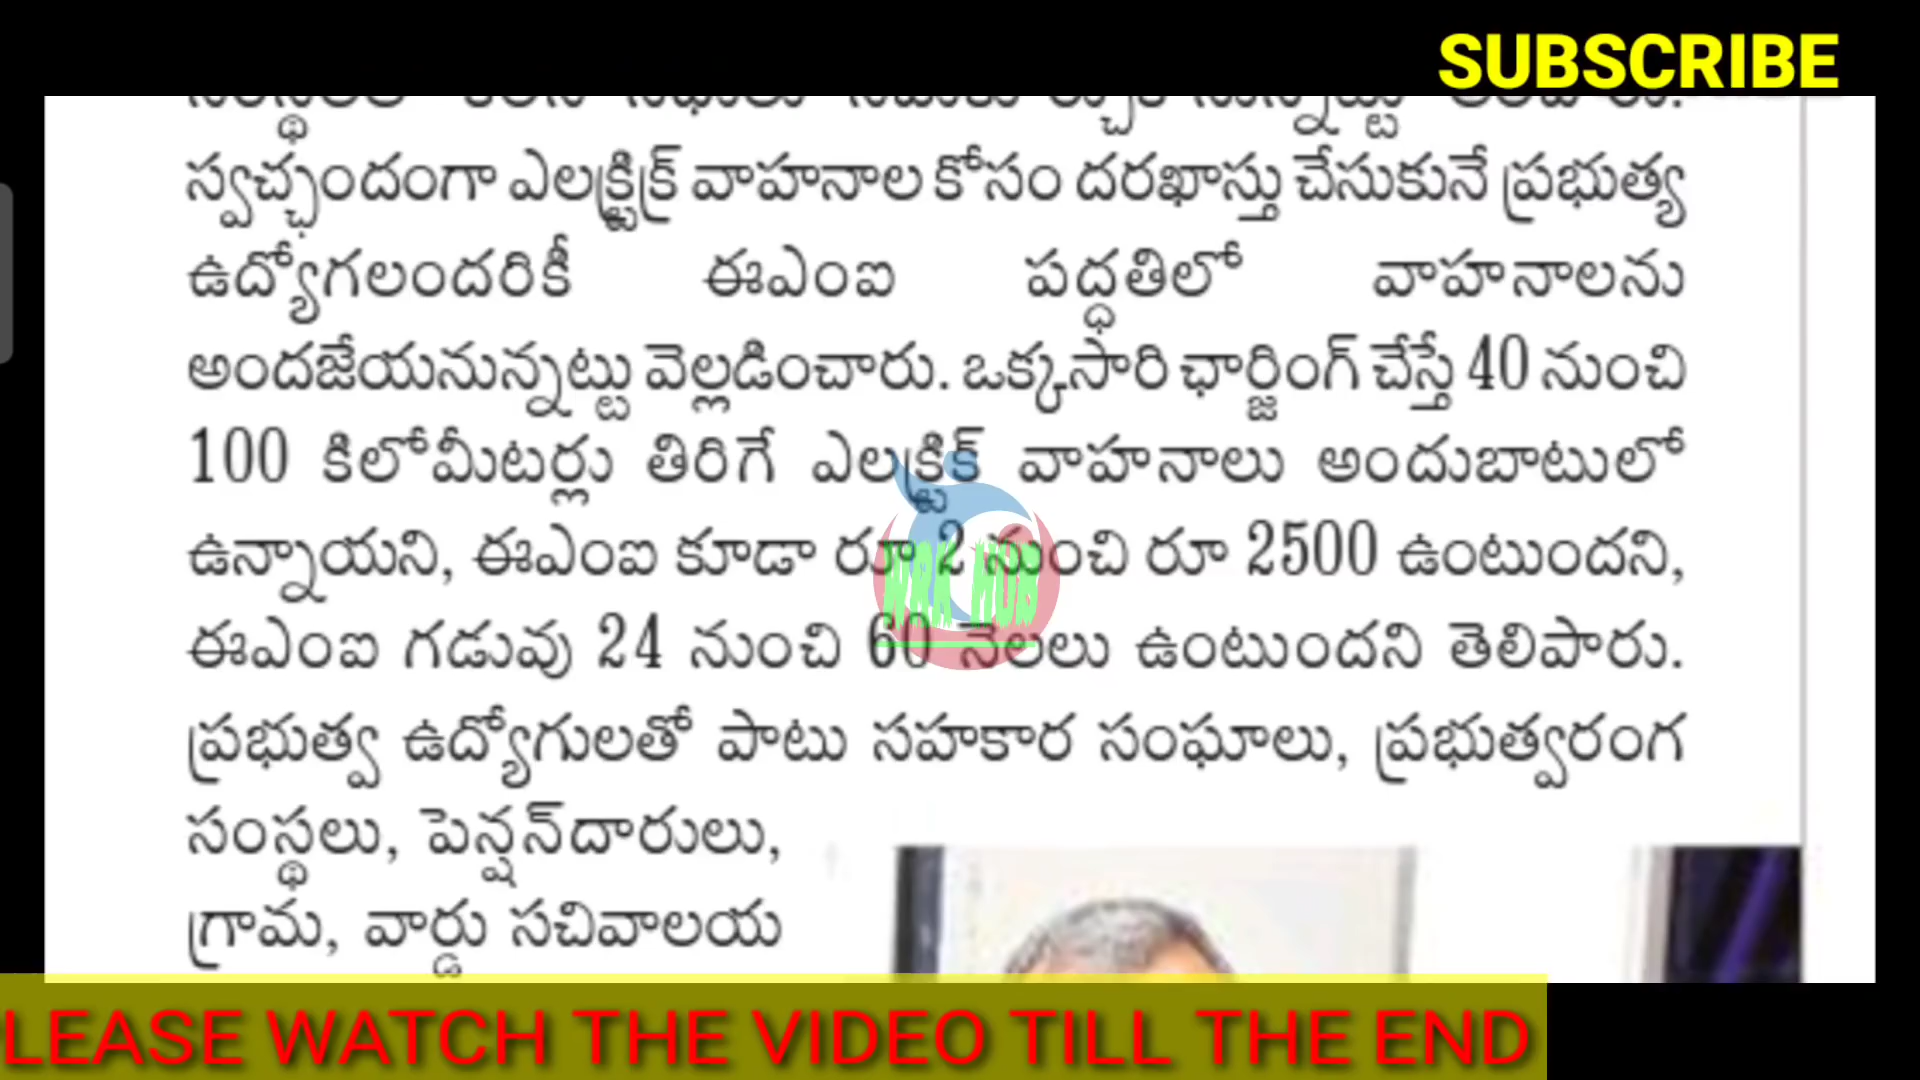 SUBSCRIBE
స్వచ్ఛందంగా ఎలక్ట్రిక్ వాహనాల కోసం దరఖాస్తు చేసుకునే ప్రభుత్య
ఉద్యోగలందరికీ ఈఎంఐ పద్ధతిలో వాహనాలను
అందజేయనున్నట్టు వెల్లడించారు. ఒక్కసారి ఛార్జింగ్ చేస్తే 40 నుంచి
100 కిలోమీటర్లు తిరిగే ఎలక్ట్రిక్ వాహనాలు అందుబాటులో
ఉన్నాయని, ఈఎంఐ కూడా రూ 2 నుంచి రూ 2500 ఉంటుందని,
ఈఎంఐ గడువు 24 నుంచి 60 నేలలు ఉంటుందని తెలిపారు.
ప్రభుత్వ ఉద్యోగులతో పాటు సహకార సంఘాలు, ప్రభుత్వరంగ
సంస్థలు, పెన్షన్‌దారులు,
గ్రామ, వార్డు సచివాలయ
LEASE WATCH THE VIDEO TILL THE END